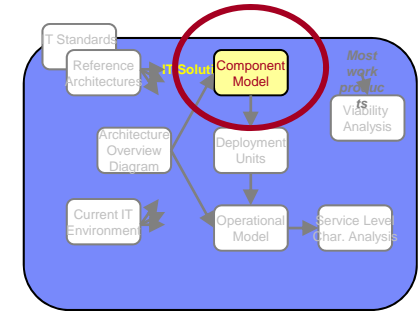 IT Standards
Reference
Architectures
IT Soluti
Component
Model
Most
work
produc
ts
Viability
Analysis
Architecture
Overview
Diagram
Deployment
Units
Current IT
Environment
Operational
Model
Service Level
Char. Analysis